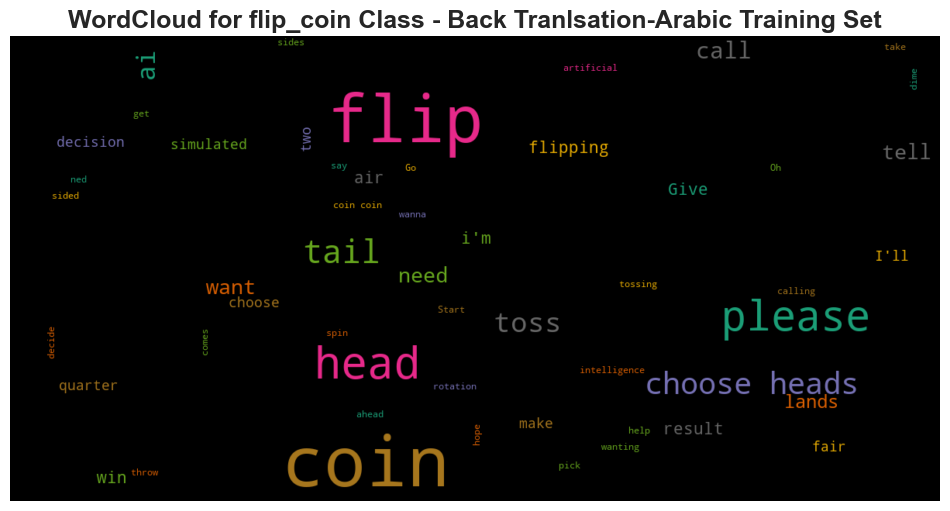 WordCloud for flip_coin Class - Back Tranlsation-Arabic Training Set
sides
ai
call
take
artificial
dime
get
flip
decision
simulated
two
flipping
tell
say
Go
Oh
ned
air
Give
sided
coin coin
wanna
i'm
tail
I'll
need
want
tossing
calling
choose
Start
please
toss
decide
comes
spin
head
intelligence
quarter
rotation
choose heads
lands
ahead
make
hope
help
result
coin
wanting
fair
win
throw
pick